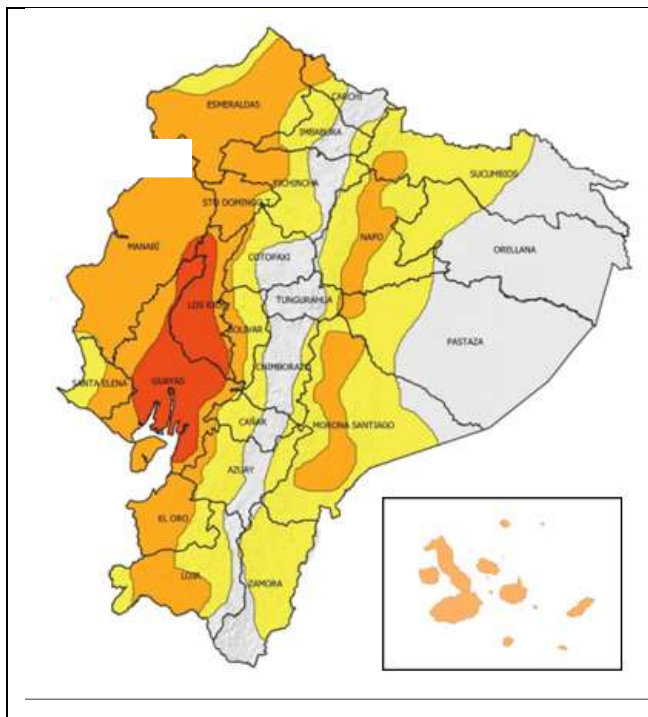 CARCHI
ESMERALDAS
IMBABURA
PICHINCHA
SUCUMBIOS
STO DOMINGO
NAPO
MANABÍ
ORELLANA
COTOPAXI
LOS RIOS
TUNGURAHUA
BOLIVAR
PASTAZA
CHIMBORAZO
SANTA ELENA
GUAYAS
CAÑAR
MORONA SANTIAGO
AZUAY
EL ORO
LOJA
ZAMORA